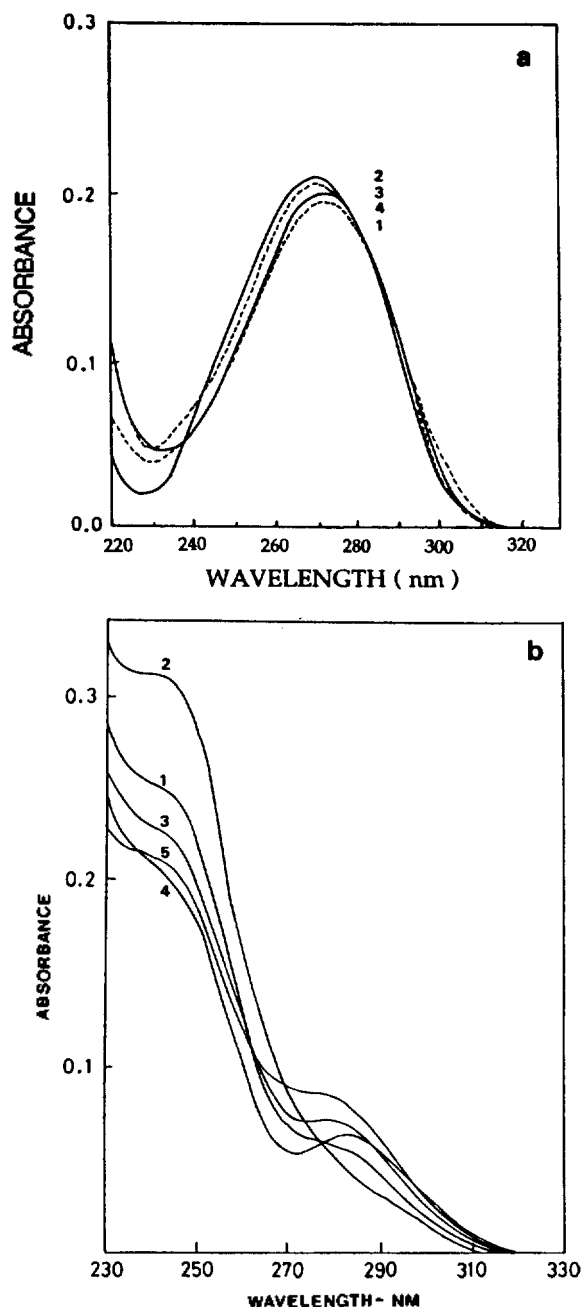 0.3
a
0.2
2
3
4
1
ABSORBANCE
0.1
0.0
220 240 260 280 300 320
WAVELENGTH ( nm )
b
0.3
2
1
3
5
4
0.2
ABSORBANCE
0.1
230 250 270 290 310 330
WAVELENGTH- NM